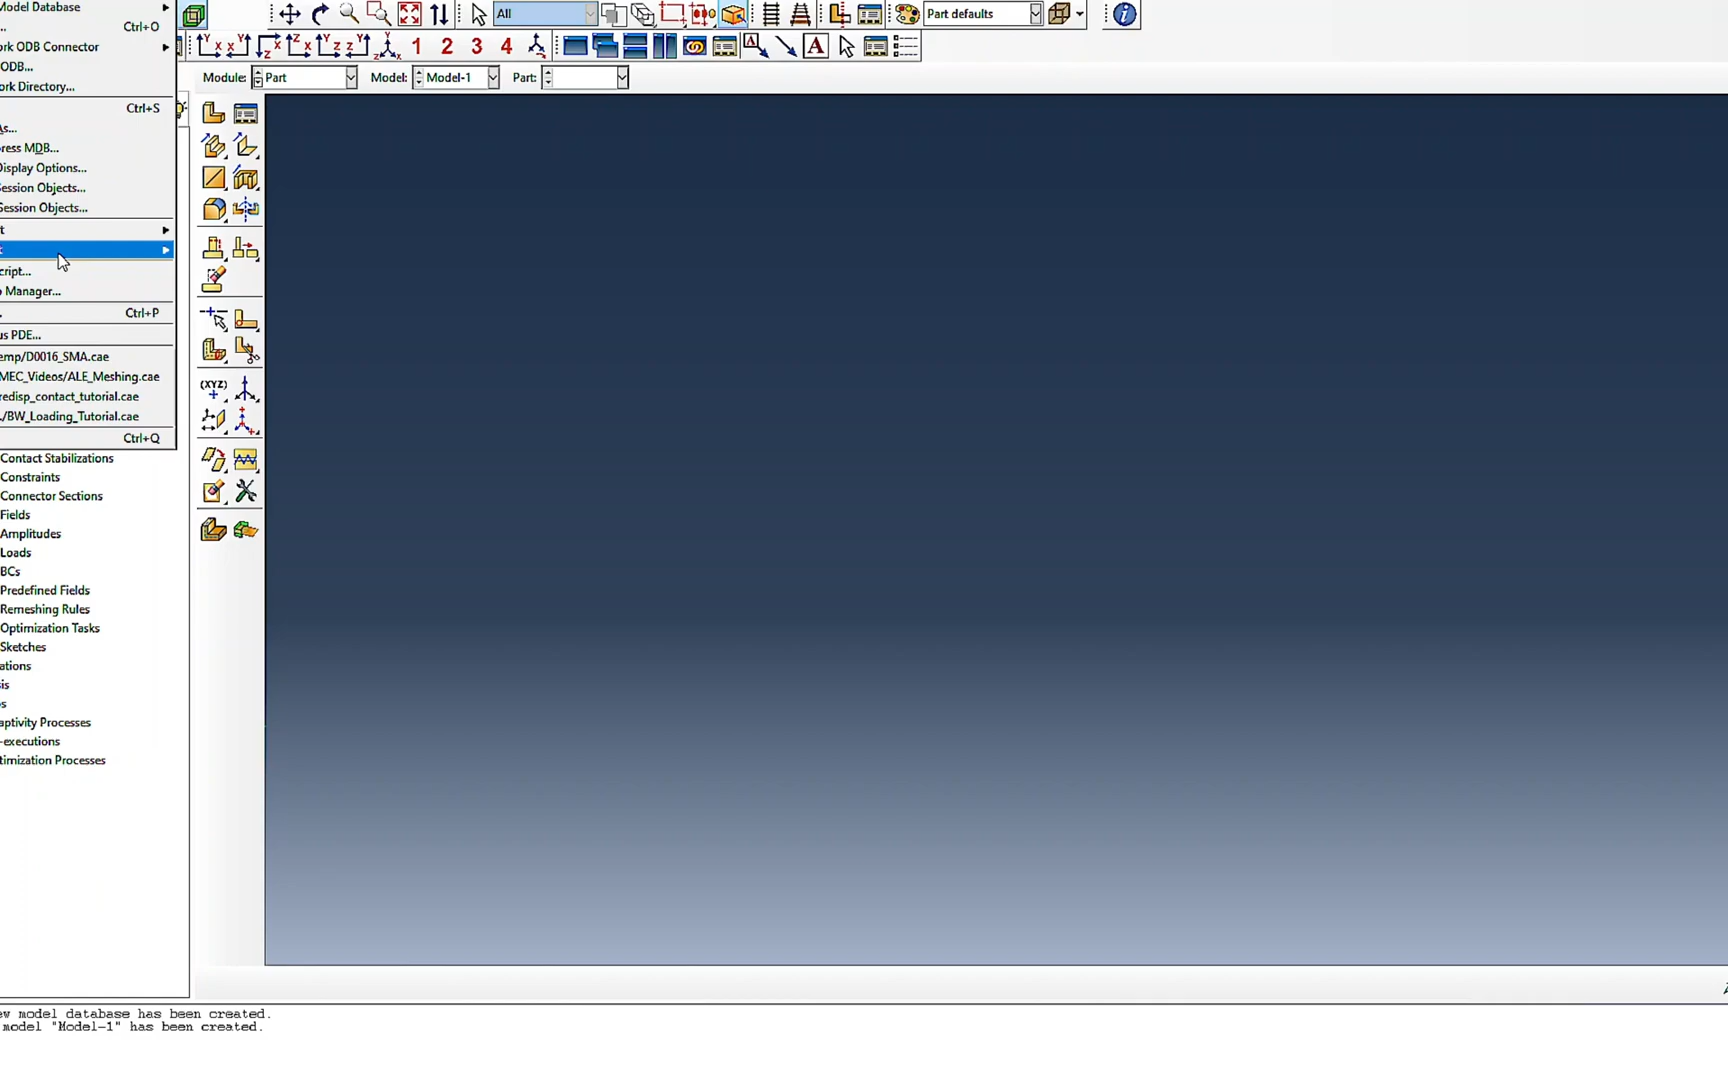 Model Database
... Ctrl+O
ork ODB Connector
ODB...
ork Directory...
Ctrl+S
As...
ress MDB...
Display Options...
Session Objects...
Session Objects...
t
cript...
Manager...
Ctrl+P
us PDE...
emp/D0016_SMA.cae
MEC_Videos/ALE_Meshing.cae
redisp_contact_tutorial.cae
./BW_Loading_Tutorial.cae
Ctrl+Q
All
Part defaults
1 2 3 4
A
A
Module: Part Model: Model-1 Part:
(XYZ)
Contact Stabilizations
Constraints
Connector Sections
Fields
Amplitudes
Loads
BCs
Predefined Fields
Remeshing Rules
Optimization Tasks
Sketches
ations
is
s
aptivity Processes
-executions
timization Processes
ew model database has been created.
model "Model-1" has been created.